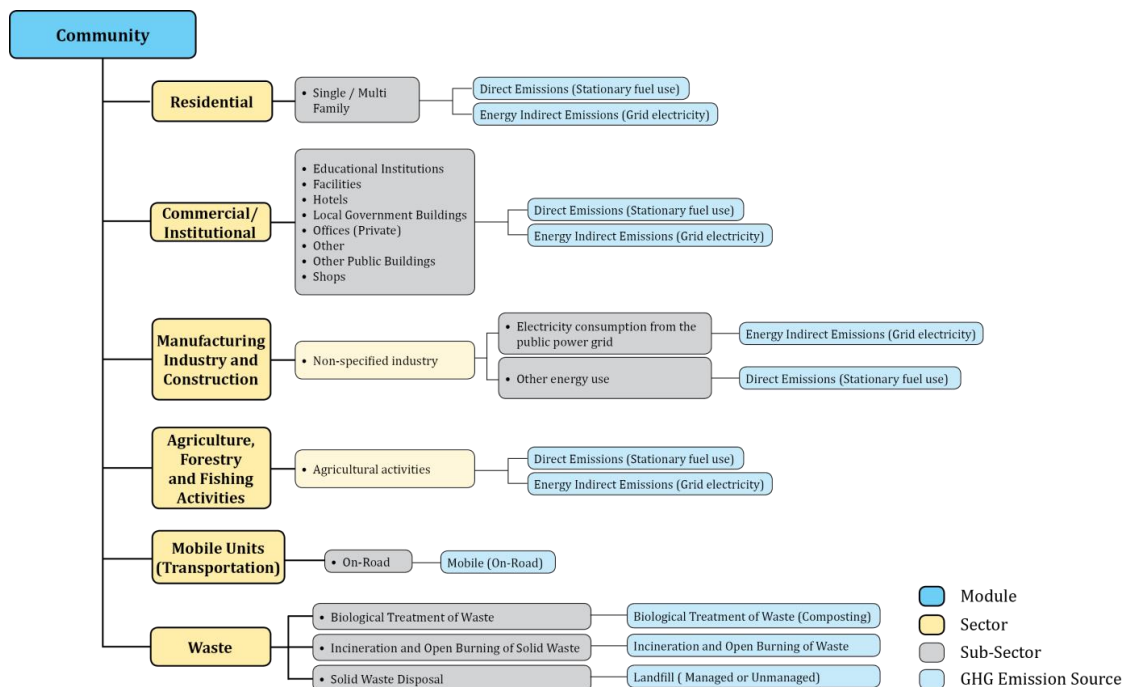 Community
Residential
• Single / Multi
Family
Direct Emissions (Stationary fuel use)
Energy Indirect Emissions (Grid electricity)
Commercial/
Institutional
• Educational Institutions
• Facilities
• Hotels
• Local Government Buildings
• Offices (Private)
• Other
• Other Public Buildings
• Shops
Direct Emissions (Stationary fuel use)
Energy Indirect Emissions (Grid electricity)
Manufacturing
Industry and
Construction
• Non-specified industry
• Electricity consumption from the
public power grid
Energy Indirect Emissions (Grid electricity)
• Other energy use
Direct Emissions (Stationary fuel use)
Agriculture,
Forestry
and Fishing
Activities
• Agricultural activities
Direct Emissions (Stationary fuel use)
Energy Indirect Emissions (Grid electricity)
Mobile Units
(Transportation)
• On-Road
Mobile (On-Road)
Waste
• Biological Treatment of Waste
Biological Treatment of Waste (Composting)
• Incineration and Open Burning of Solid Waste
Incineration and Open Burning of Waste
• Solid Waste Disposal
Landfill ( Managed or Unmanaged)
Module
Sector
Sub-Sector
GHG Emission Source